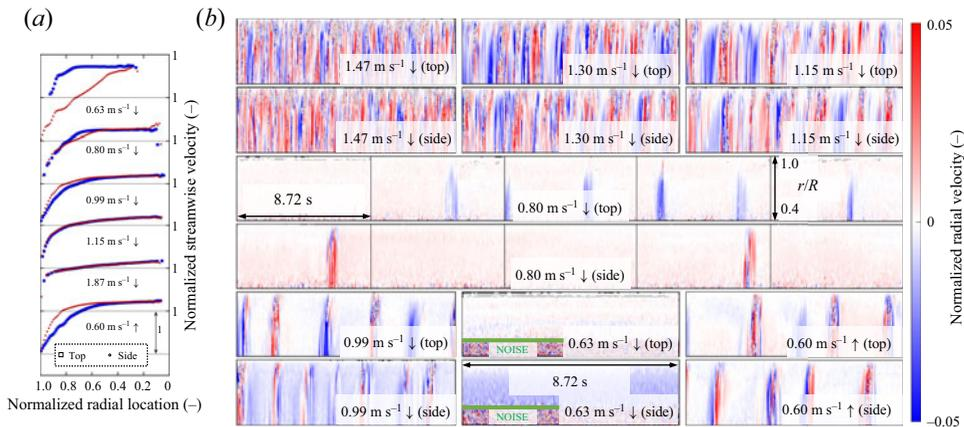 (a)
(b)
1
0.63 m s⁻¹ ↓
1
0.80 m s⁻¹ ↓
1
0.99 m s⁻¹ ↓
1
1.15 m s⁻¹ ↓
1
1.87 m s⁻¹ ↓
1
0.60 m s⁻¹ ↑
1
Top
Side
1.0 0.8 0.6 0.4 0.2 0
Normalized radial location (–)
Normalized streamwise velocity (–)
1.47 m s⁻¹ ↓ (top)
1.30 m s⁻¹ ↓ (top)
1.15 m s⁻¹ ↓ (top)
1.47 m s⁻¹ ↓ (side)
1.30 m s⁻¹ ↓ (side)
1.15 m s⁻¹ ↓ (side)
8.72 s
0.80 m s⁻¹ ↓ (top)
1.0
r/R
0.4
0.80 m s⁻¹ ↓ (side)
0.99 m s⁻¹ ↓ (top)
NOISE
0.63 m s⁻¹ ↓ (top)
0.60 m s⁻¹ ↑ (top)
8.72 s
0.99 m s⁻¹ ↓ (side)
NOISE
0.63 m s⁻¹ ↓ (side)
0.60 m s⁻¹ ↑ (side)
0.05
0
–0.05
Normalized radial velocity (–)